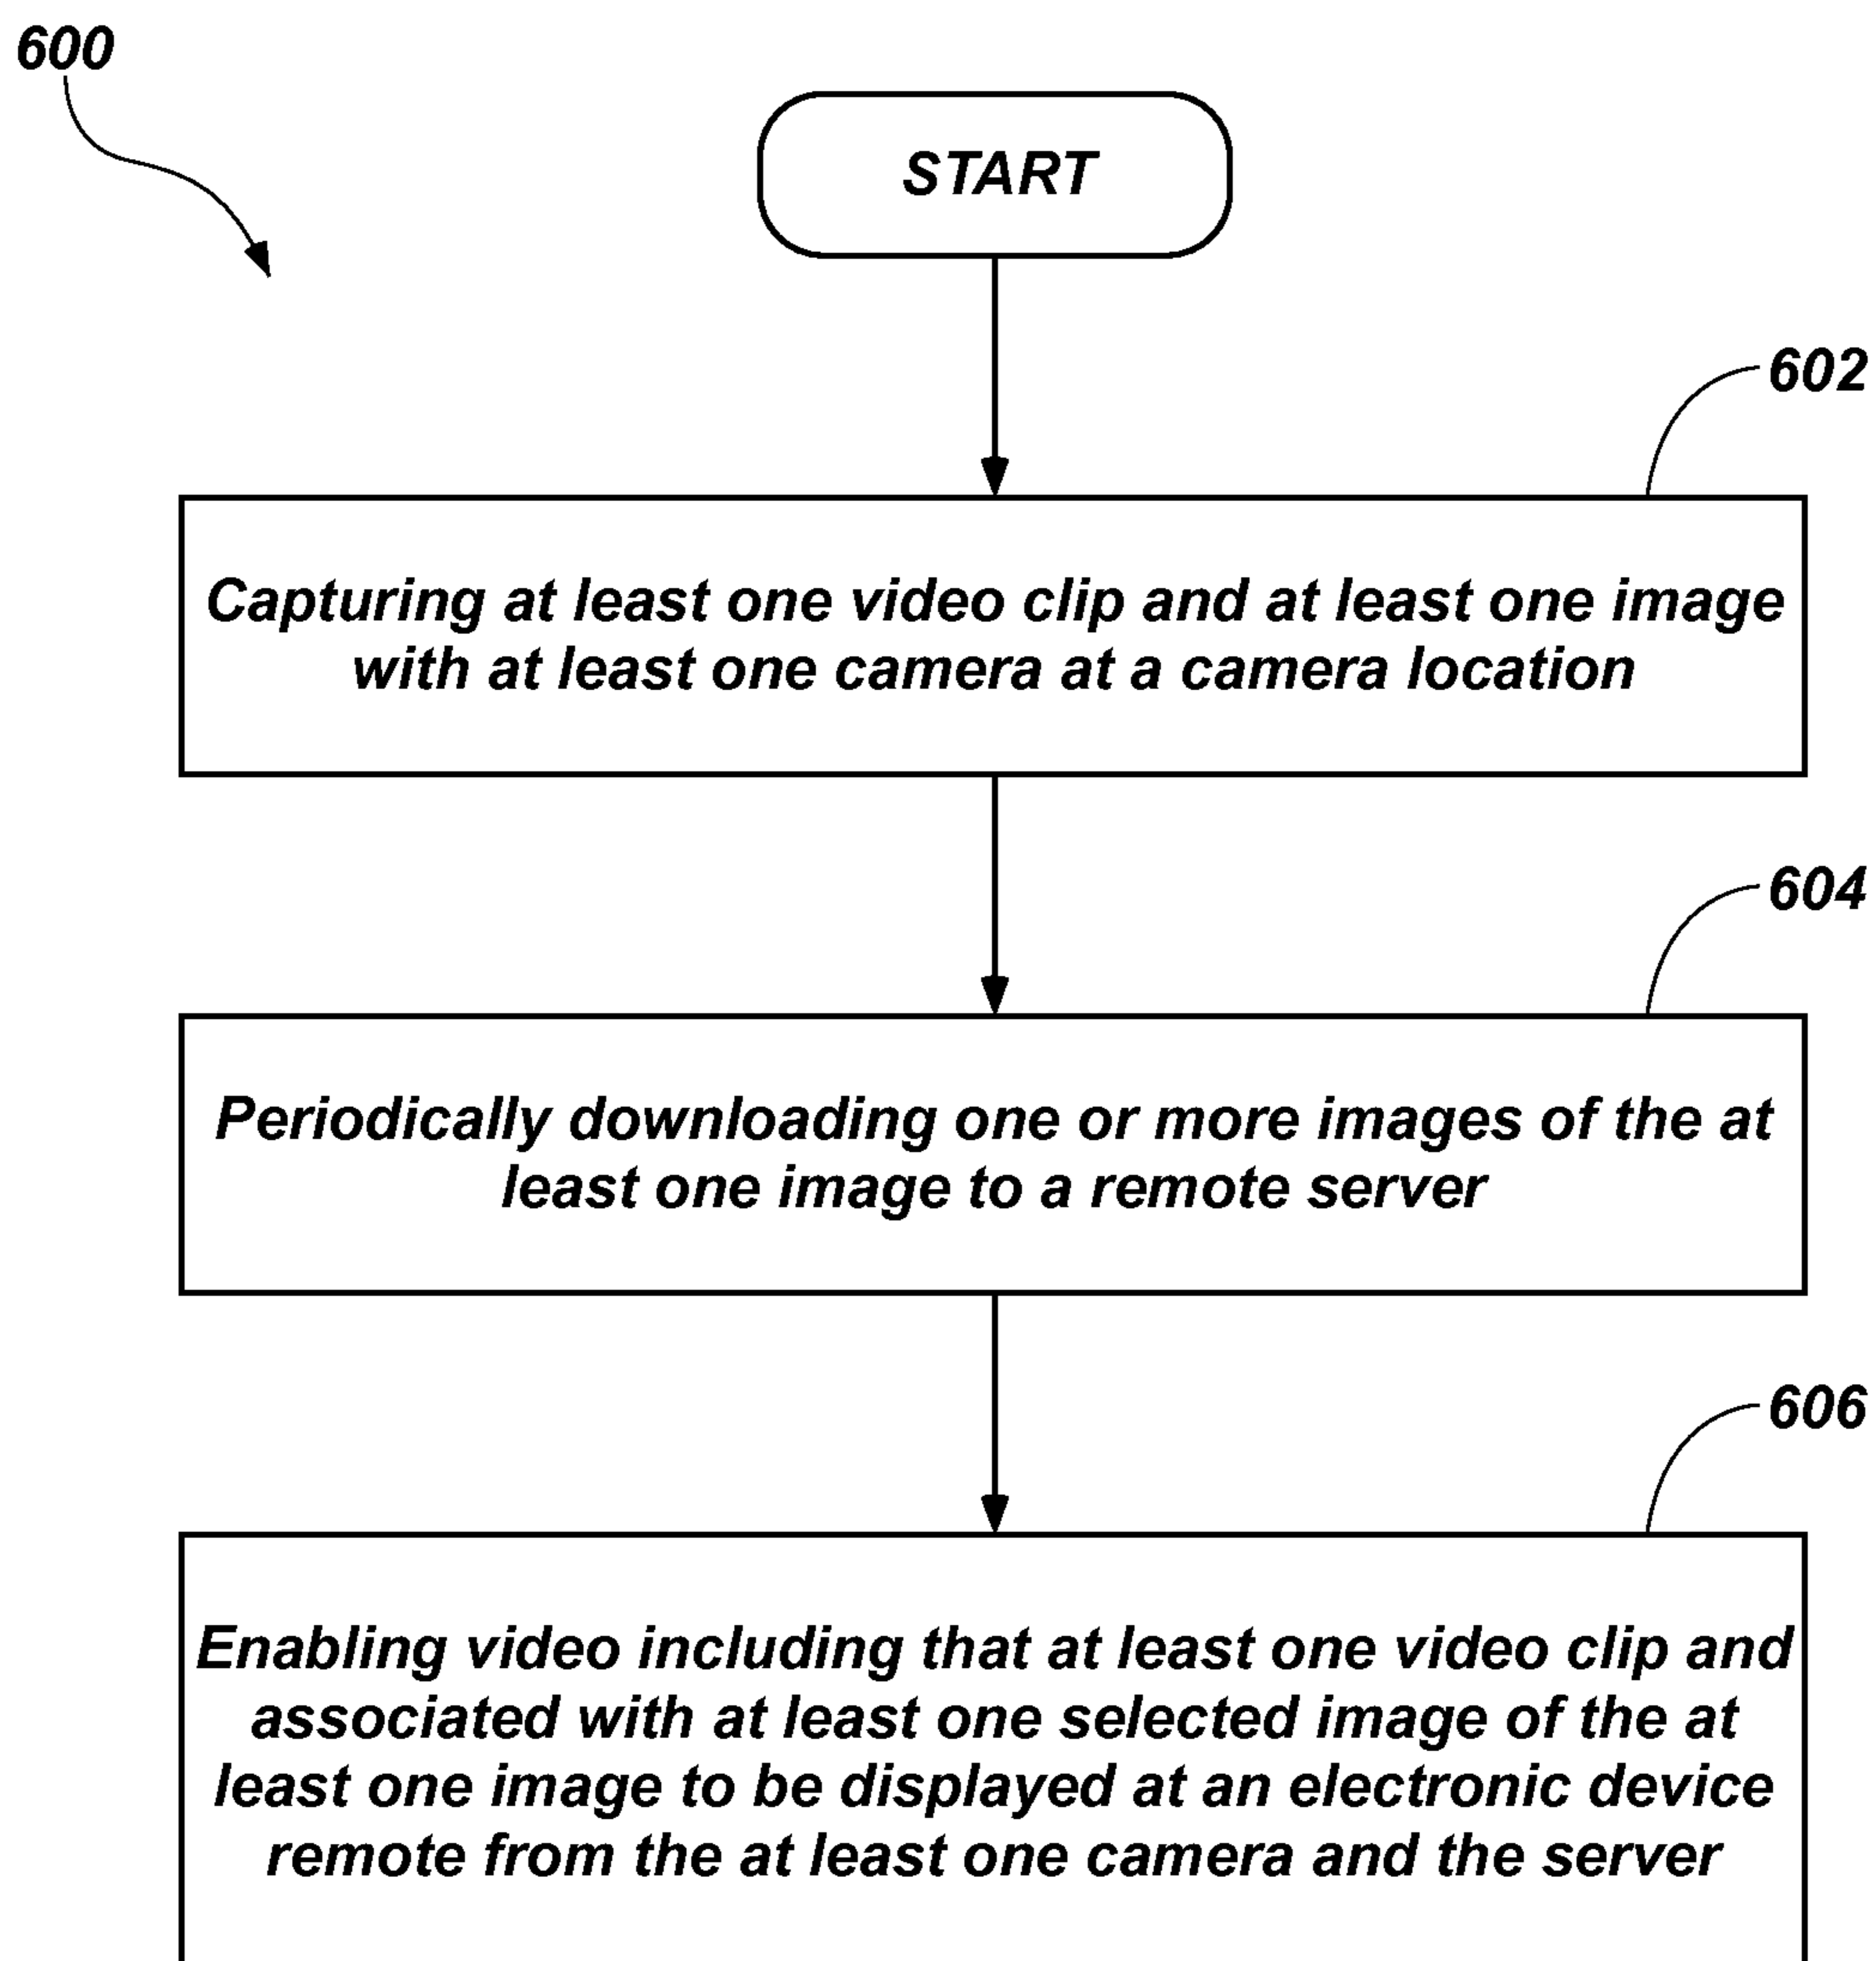 600
START
602
Capturing at least one video clip and at least one image
with at least one camera at a camera location
604
Periodically downloading one or more images of the at
least one image to a remote server
606
Enabling video including that at least one video clip and
associated with at least one selected image of the at
least one image to be displayed at an electronic device
remote from the at least one camera and the server